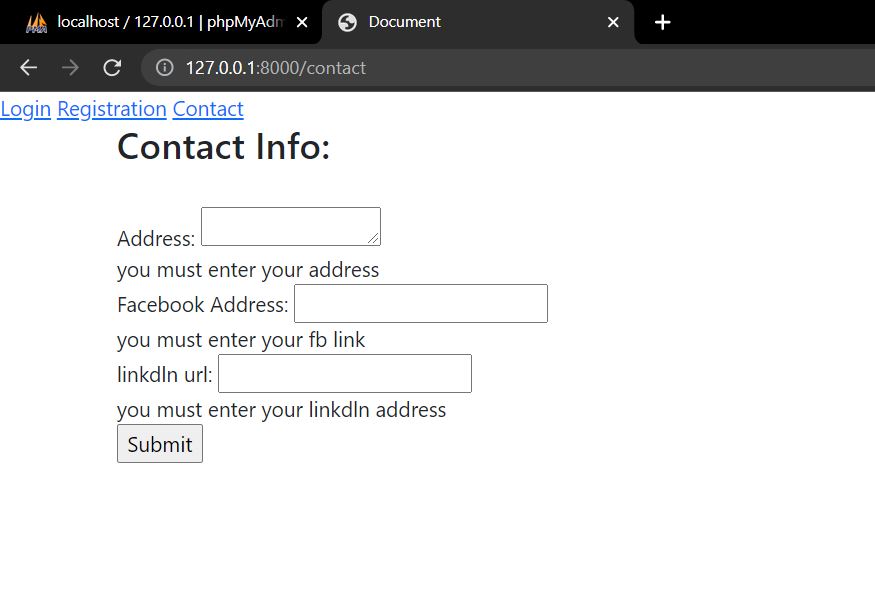 localhost / 127.0.0.1 | phpMyAdm
Document
127.0.0.1:8000/contact
Login Registration Contact
Contact Info:
Address:
you must enter your address
Facebook Address:
you must enter your fb link
linkdln url:
you must enter your linkdln address
Submit